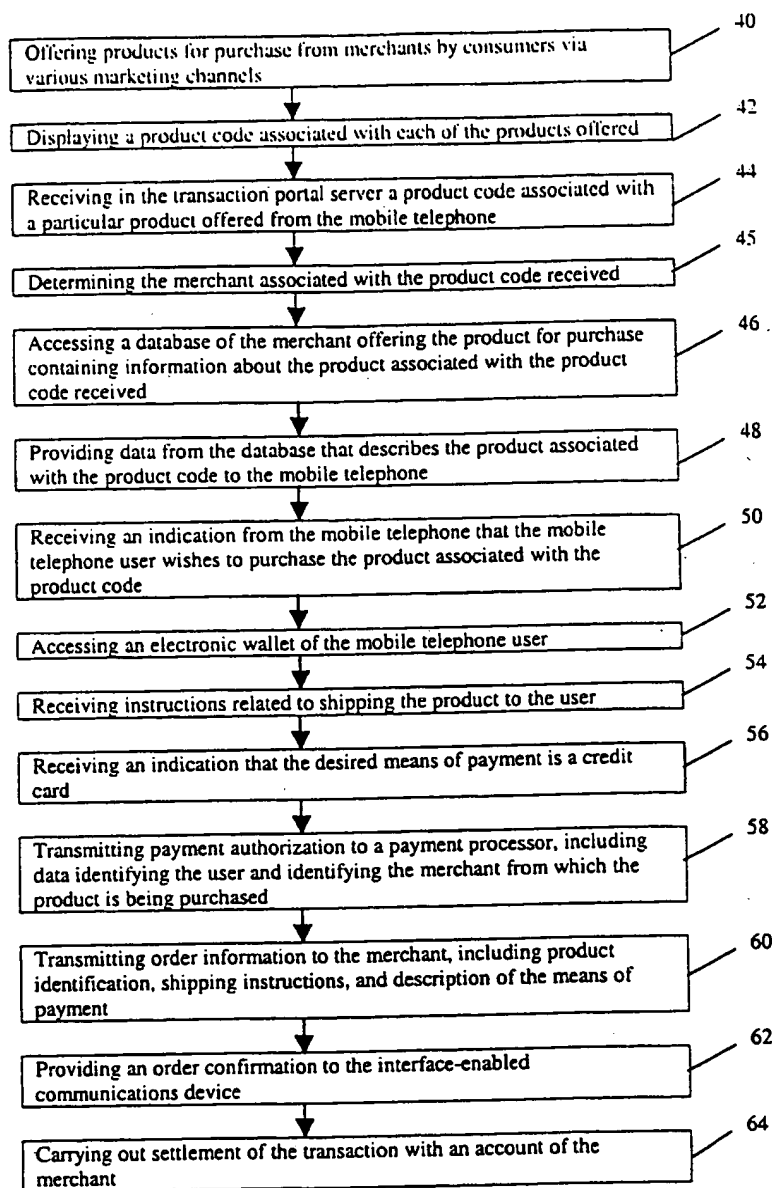 40
Offering products for purchase from merchants by consumers via
various marketing channels
42
Displaying a product code associated with each of the products offered
44
Receiving in the transaction portal server a product code associated with
a particular product offered from the mobile telephone
45
Determining the merchant associated with the product code received
46
Accessing a database of the merchant offering the product for purchase
containing information about the product associated with the product
code received
48
Providing data from the database that describes the product associated
with the product code to the mobile telephone
50
Receiving an indication from the mobile telephone that the mobile
telephone user wishes to purchase the product associated with the
product code
52
Accessing an electronic wallet of the mobile telephone user
54
Receiving instructions related to shipping the product to the user
56
Receiving an indication that the desired means of payment is a credit
card
58
Transmitting payment authorization to a payment processor, including
data identifying the user and identifying the merchant from which the
product is being purchased
60
Transmitting order information to the merchant, including product
identification, shipping instructions, and description of the means of
payment
62
Providing an order confirmation to the interface-enabled
communications device
64
Carrying out settlement of the transaction with an account of the
merchant